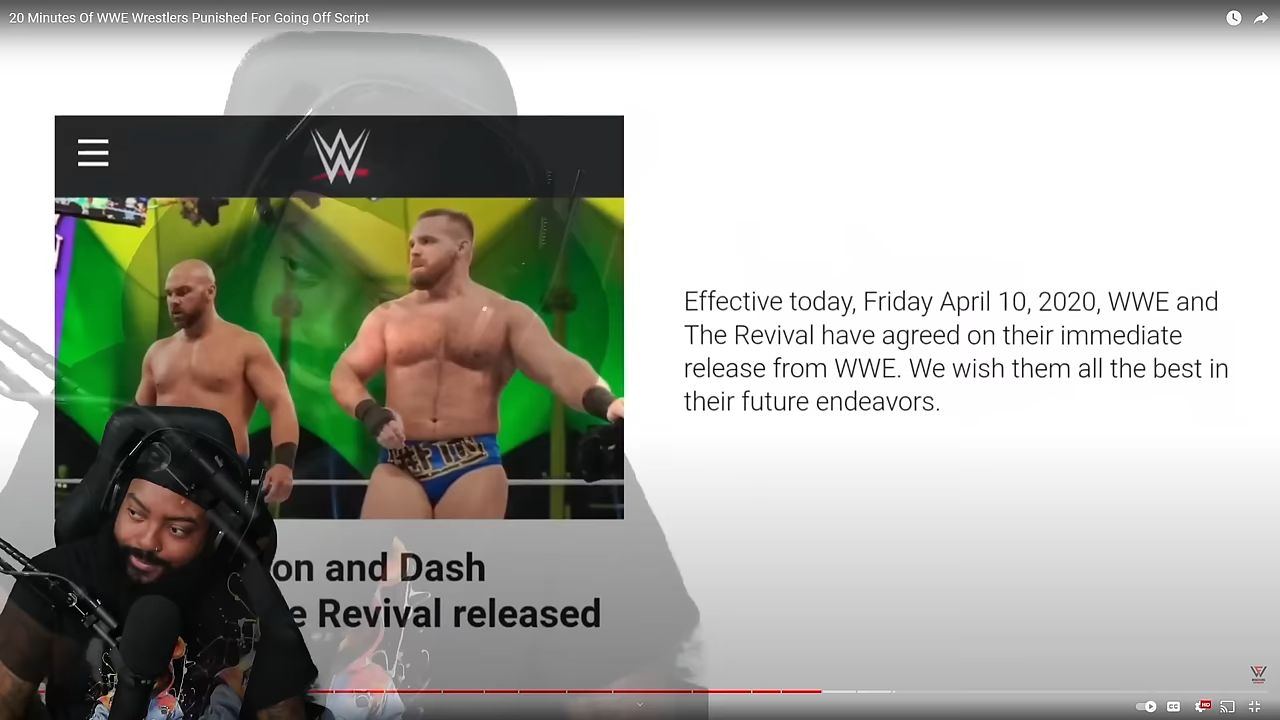 20 Minutes Of WWE Wrestlers Punished For Going Off Script
W
Effective today, Friday April 10, 2020, WWE and
The Revival have agreed on their immediate
release from WWE. We wish them all the best in
their future endeavors.
on and Dash
e Revival released
CC
HD